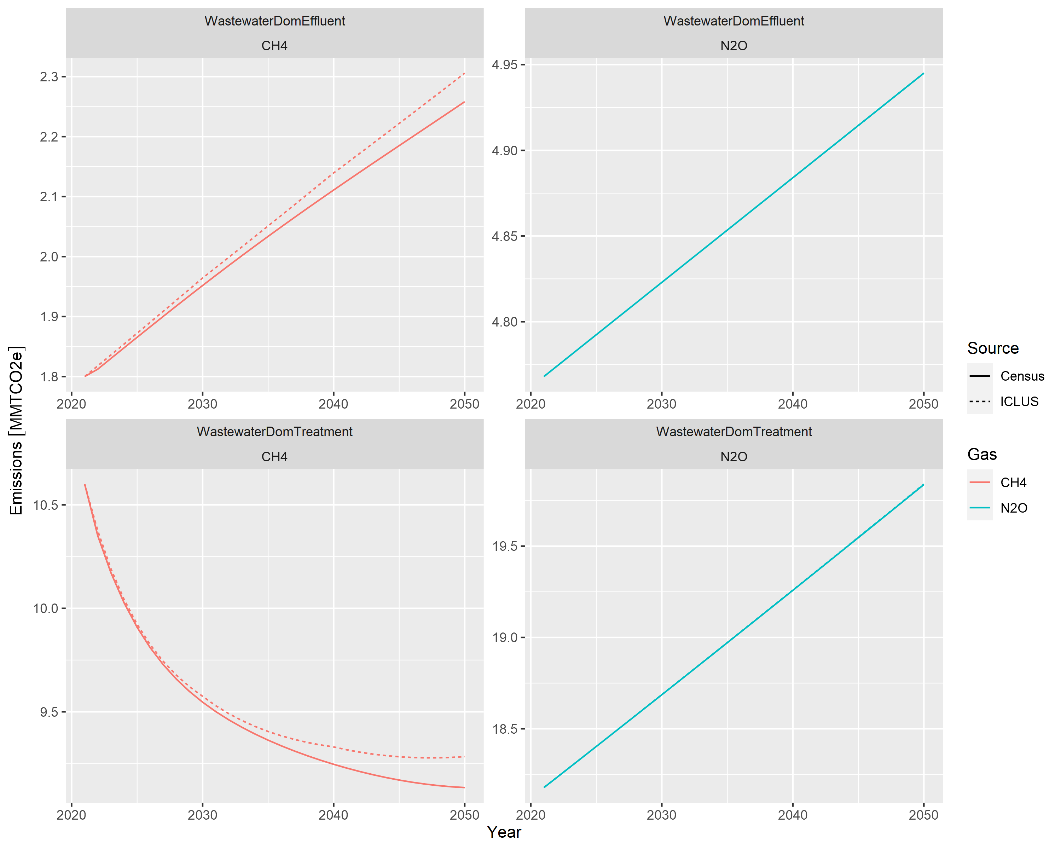 WastewaterDomEffluent
CH4
2.3
2.2
2.1
2.0
1.9
1.8
2020 2030 2040 2050
WastewaterDomEffluent
N2O
4.95
4.90
4.85
4.80
2020 2030 2040 2050
WastewaterDomTreatment
CH4
10.5
10.0
9.5
2020 2030 2040 2050
WastewaterDomTreatment
N2O
19.5
19.0
18.5
2020 2030 2040 2050
Emissions [MMTCO2e]
Year
Source
Census
ICLUS
Gas
CH4
N2O